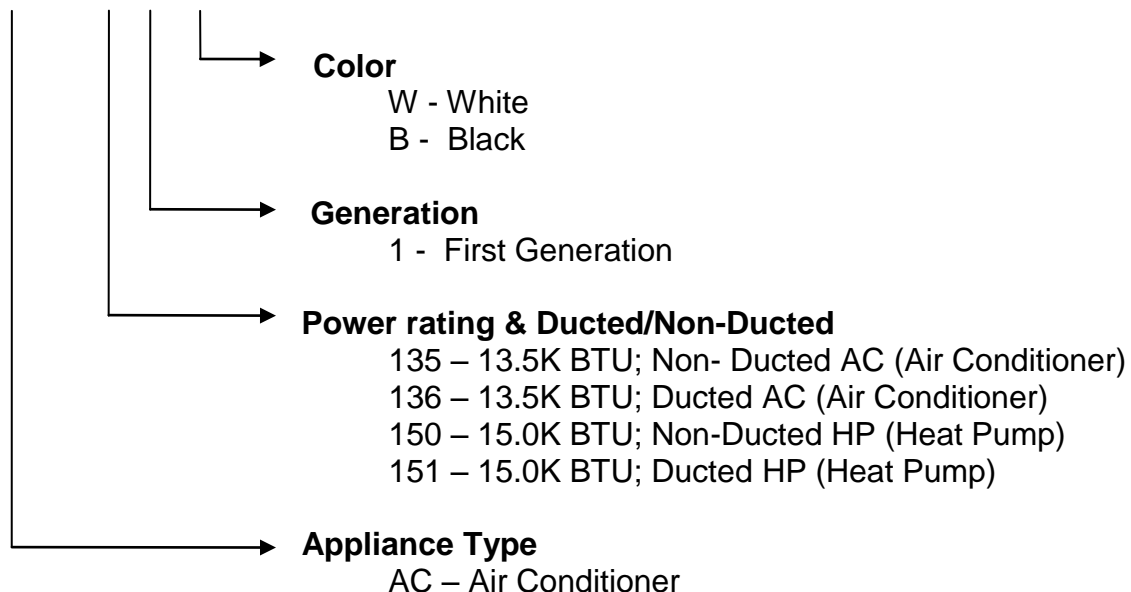 Color
W - White
B - Black
Generation
1 - First Generation
Power rating & Ducted/Non-Ducted
135 – 13.5K BTU; Non- Ducted AC (Air Conditioner)
136 – 13.5K BTU; Ducted AC (Air Conditioner)
150 – 15.0K BTU; Non-Ducted HP (Heat Pump)
151 – 15.0K BTU; Ducted HP (Heat Pump)
Appliance Type
AC – Air Conditioner